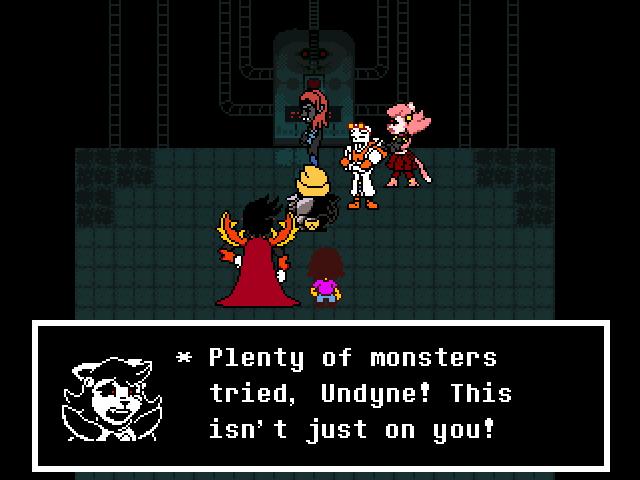 * Plenty of monsters
tried, Undyne! This
isn't just on you!